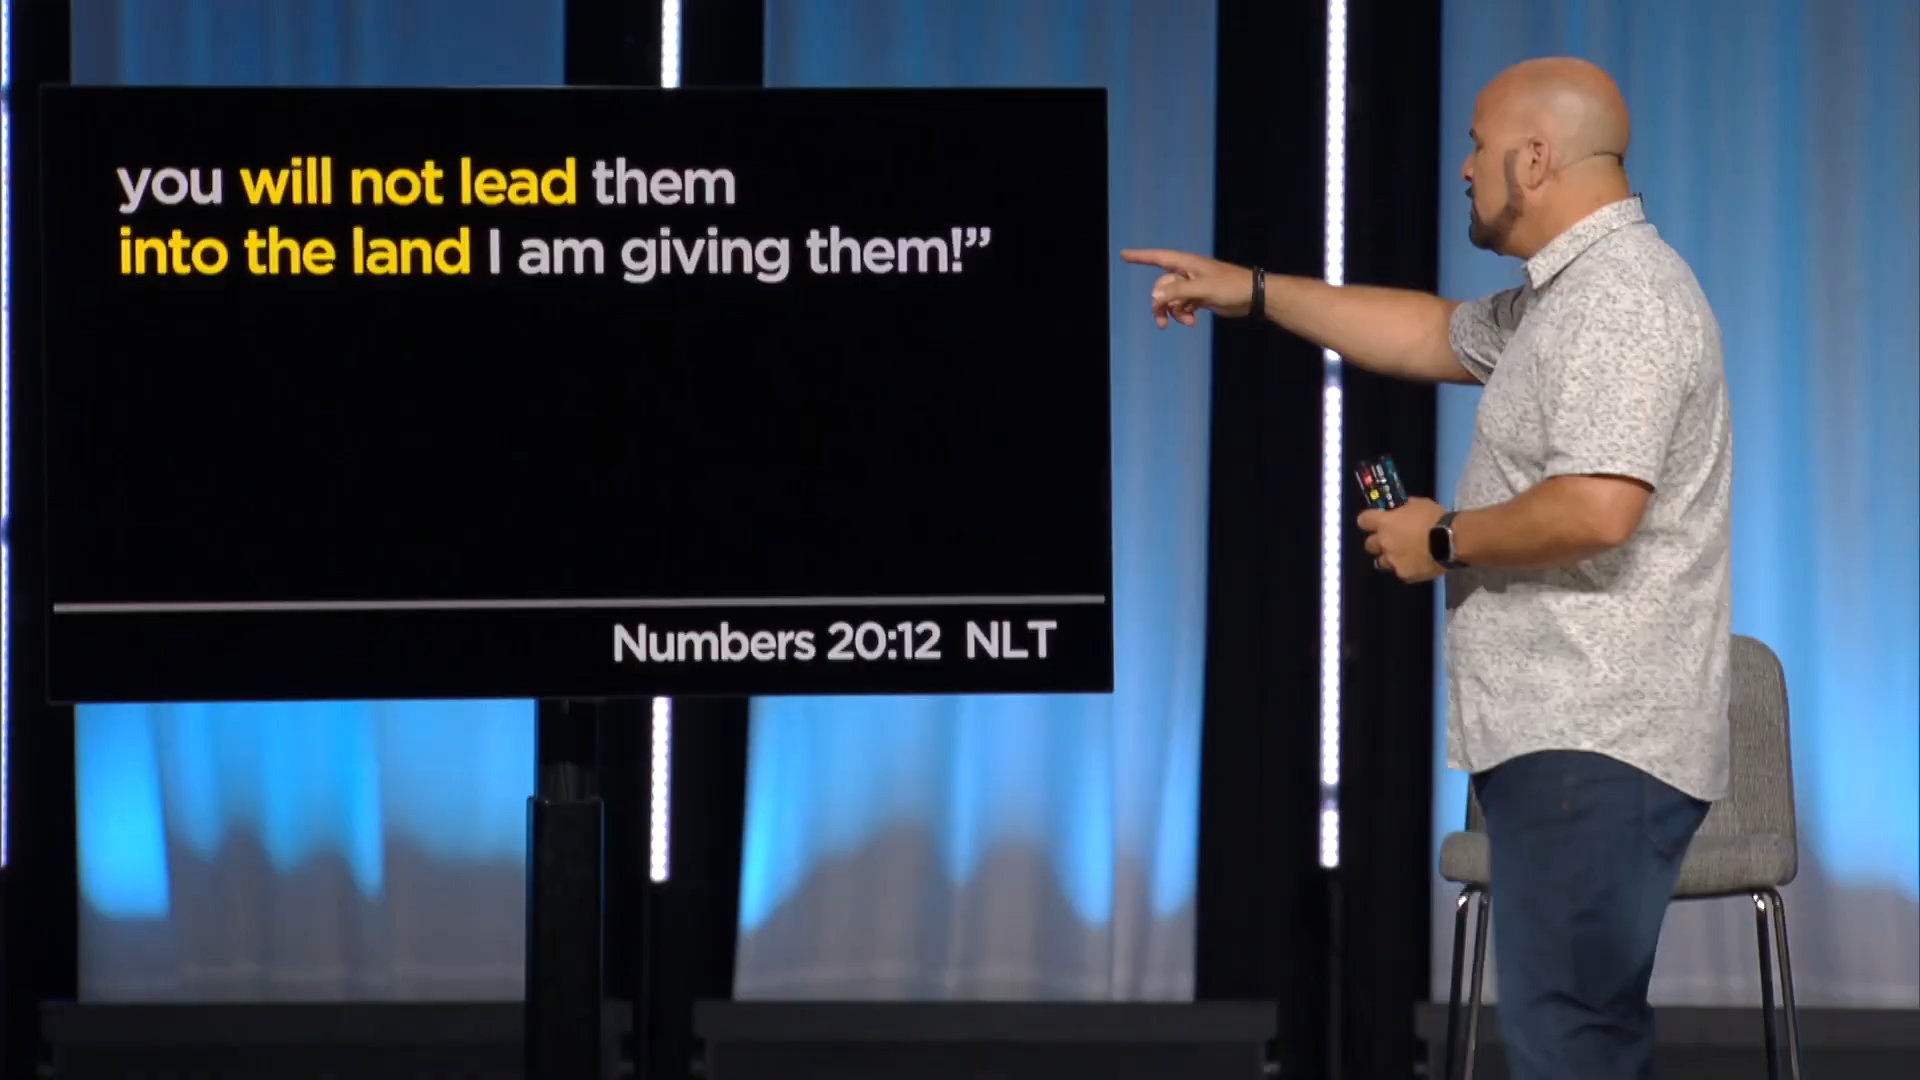 you will not lead them
into the land I am giving them!”
Numbers 20:12 NLT